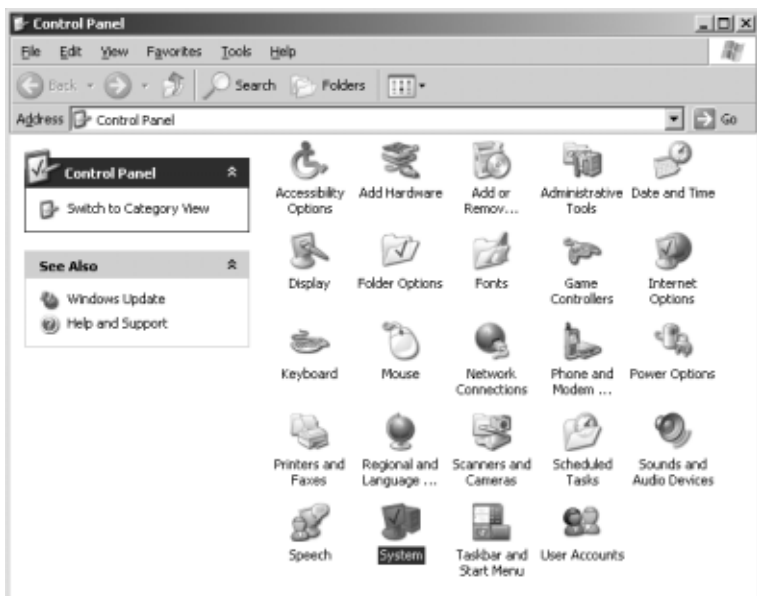 Control Panel
File Edit View Favorites Tools Help
Back Search Folders
Address Control Panel Go
Control Panel
Switch to Category View
See Also
Windows Update
Help and Support
Accessibility Options
Add Hardware
Add or Remov...
Administrative Tools
Date and Time
Display
Folder Options
Fonts
Game Controllers
Internet Options
Keyboard
Mouse
Network Connections
Phone and Modem ...
Power Options
Printers and Faxes
Regional and Language ...
Scanners and Cameras
Scheduled Tasks
Sounds and Audio Devices
Speech
System
Taskbar and Start Menu
User Accounts